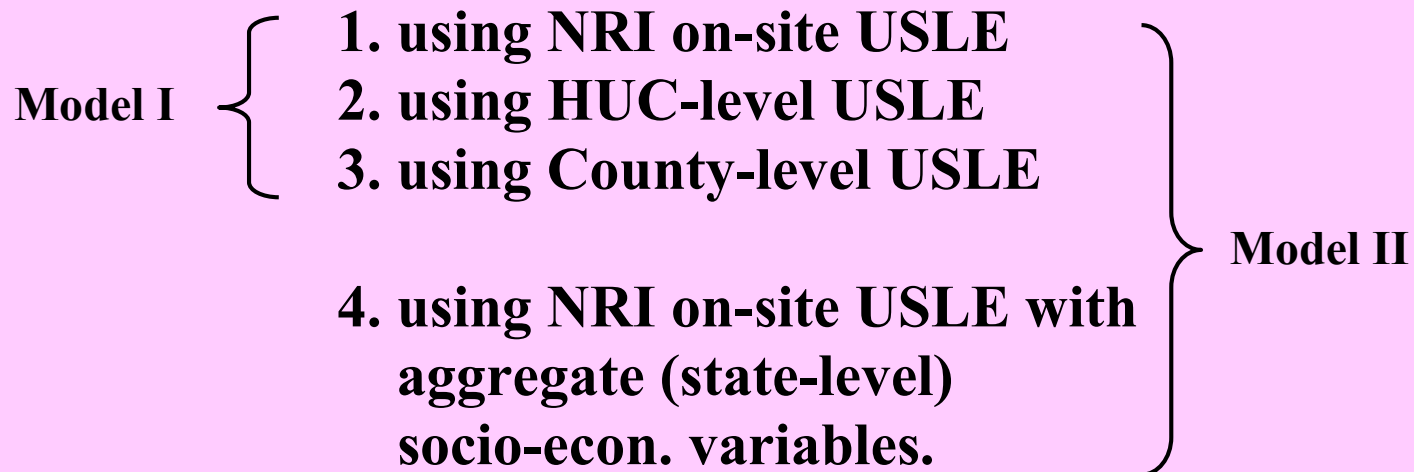 1. using NRI on-site USLE
Model I
2. using HUC-level USLE
3. using County-level USLE
Model II
4. using NRI on-site USLE with
aggregate (state-level)
socio-econ. variables.